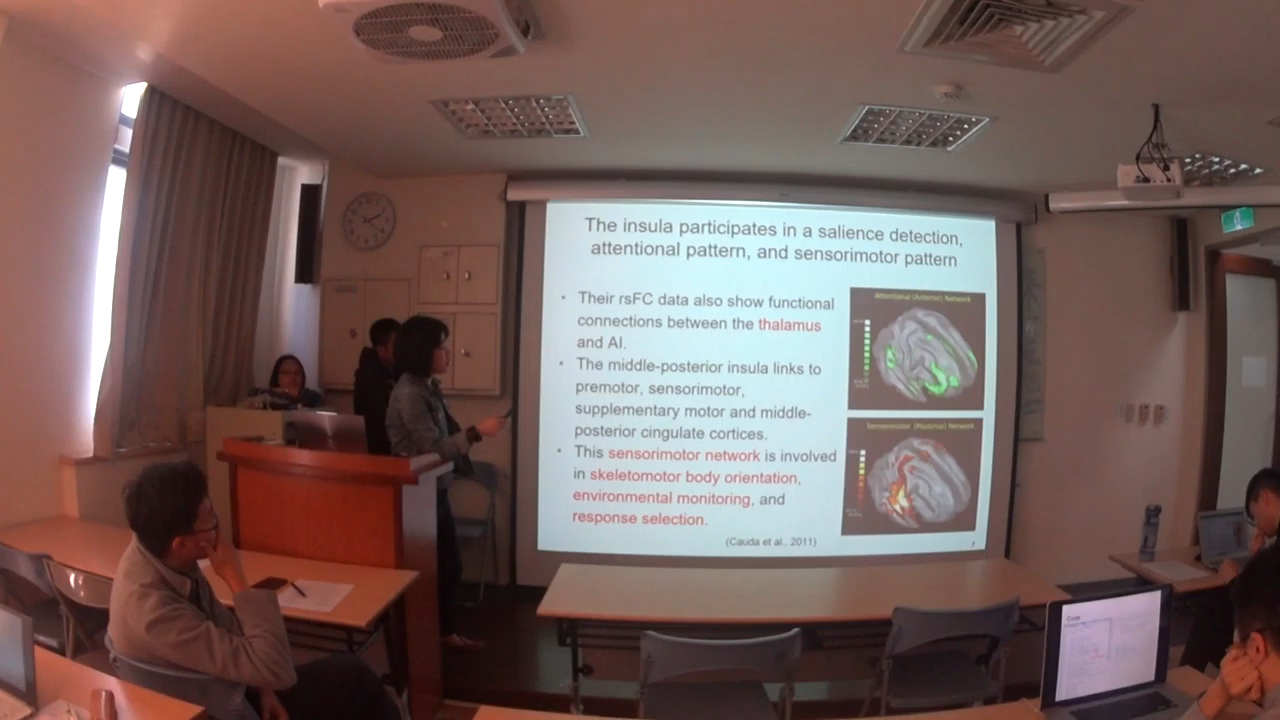 The insula participates in a salience detection,
attentional pattern, and sensorimotor pattern
• Their rsFC data also show functional
connections between the thalamus
and AI.
• The middle-posterior insula links to
premotor, sensorimotor,
supplementary motor and middle-
posterior cingulate cortices.
• This sensorimotor network is involved
in skeletomotor body orientation,
environmental monitoring, and
response selection.
(Cauda et al., 2011)
Attentional (Anterior) Network
Sensorimotor (Posterior) Network
Code